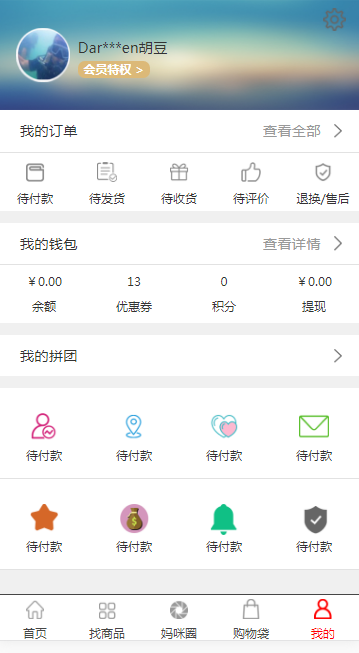 Dar***en胡豆
会员特权 >
我的订单 查看全部
待付款 待发货 待收货 待评价 退换/售后
我的钱包 查看详情
￥0.00 13 0 ￥0.00
余额 优惠券 积分 提现
我的拼团
待付款 待付款 待付款 待付款
待付款 待付款 待付款 待付款
首页 找商品 妈咪圈 购物袋 我的